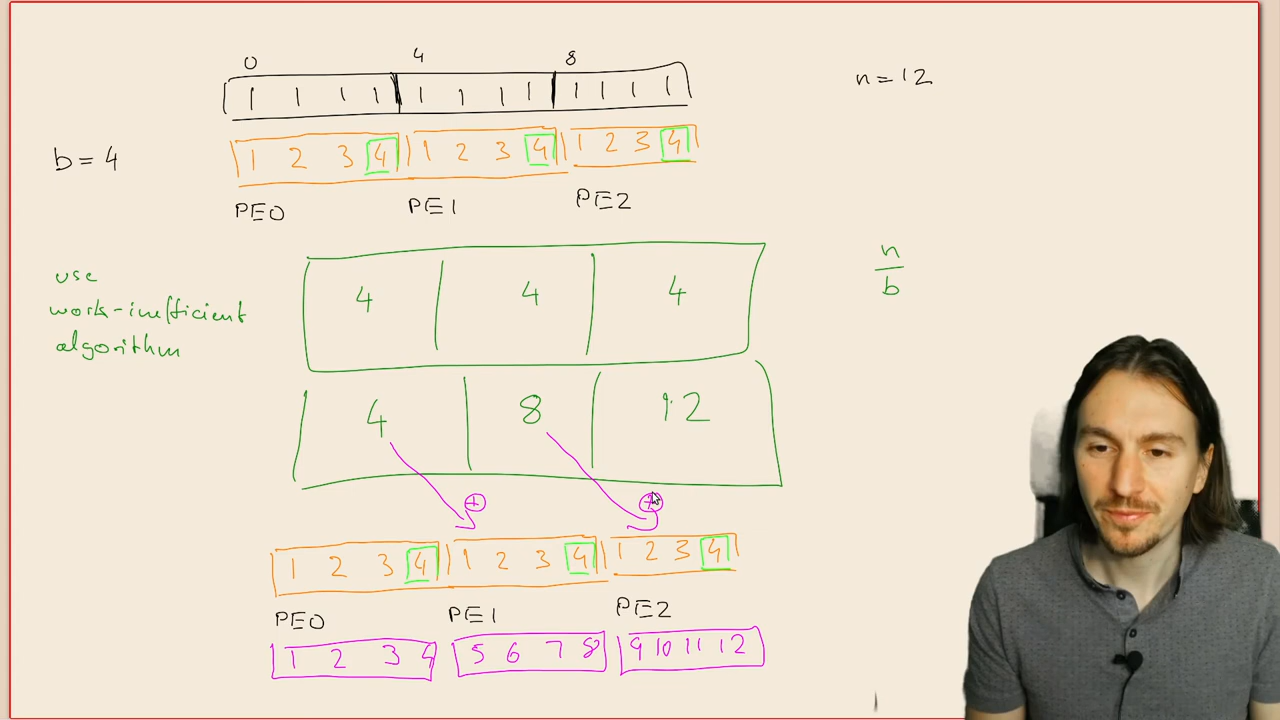 0 4 8
1 1 1 1 1 1 1 1 1 1 1 1
n = 12
1 2 3 4 1 2 3 4 1 2 3 4
b = 4
PE0 PE1 PE2
n
b
use
work-inefficient
algorithm
4 4 4
4 8 12
+ +
1 2 3 4 1 2 3 4 1 2 3 4
PE0 PE1 PE2
1 2 3 4 5 6 7 8 9 10 11 12